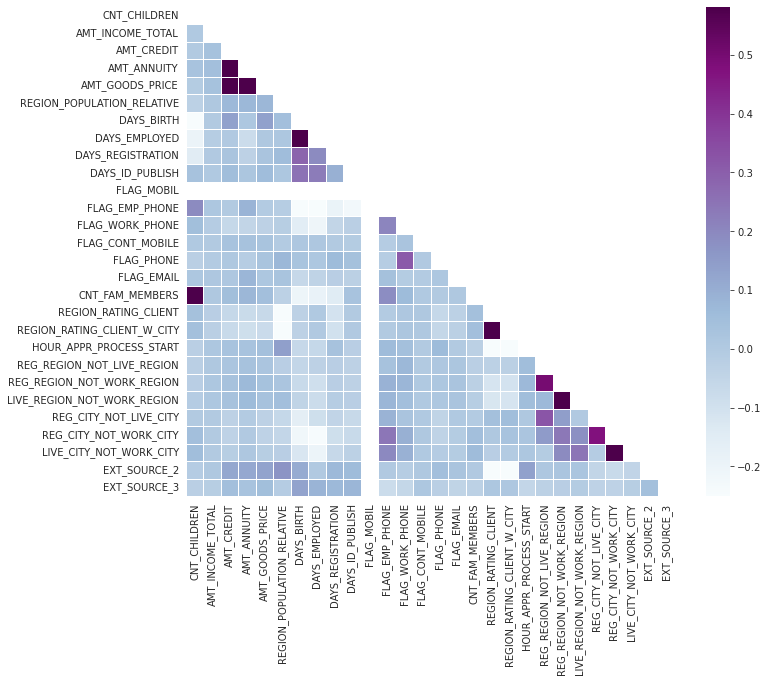 CNT_CHILDREN
AMT_INCOME_TOTAL
AMT_CREDIT
AMT_ANNUITY
AMT_GOODS_PRICE
REGION_POPULATION_RELATIVE
DAYS_BIRTH
DAYS_EMPLOYED
DAYS_REGISTRATION
DAYS_ID_PUBLISH
FLAG_MOBIL
FLAG_EMP_PHONE
FLAG_WORK_PHONE
FLAG_CONT_MOBILE
FLAG_PHONE
FLAG_EMAIL
CNT_FAM_MEMBERS
REGION_RATING_CLIENT
REGION_RATING_CLIENT_W_CITY
HOUR_APPR_PROCESS_START
REG_REGION_NOT_LIVE_REGION
REG_REGION_NOT_WORK_REGION
LIVE_REGION_NOT_WORK_REGION
REG_CITY_NOT_LIVE_CITY
REG_CITY_NOT_WORK_CITY
LIVE_CITY_NOT_WORK_CITY
EXT_SOURCE_2
EXT_SOURCE_3
CNT_CHILDREN
AMT_INCOME_TOTAL
AMT_CREDIT
AMT_ANNUITY
AMT_GOODS_PRICE
REGION_POPULATION_RELATIVE
DAYS_BIRTH
DAYS_EMPLOYED
DAYS_REGISTRATION
DAYS_ID_PUBLISH
FLAG_MOBIL
FLAG_EMP_PHONE
FLAG_WORK_PHONE
FLAG_CONT_MOBILE
FLAG_PHONE
FLAG_EMAIL
CNT_FAM_MEMBERS
REGION_RATING_CLIENT
REGION_RATING_CLIENT_W_CITY
HOUR_APPR_PROCESS_START
REG_REGION_NOT_LIVE_REGION
REG_REGION_NOT_WORK_REGION
LIVE_REGION_NOT_WORK_REGION
REG_CITY_NOT_LIVE_CITY
REG_CITY_NOT_WORK_CITY
LIVE_CITY_NOT_WORK_CITY
EXT_SOURCE_2
EXT_SOURCE_3
0.5
0.4
0.3
0.2
0.1
0.0
−0.1
−0.2